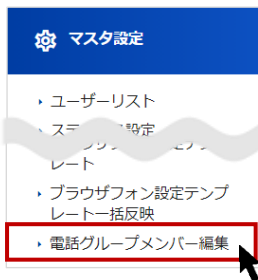 マスタ設定
ユーザーリスト
設定
レート
ブラウザフォン設定テンプ
レート一括反映
電話グループメンバー編集